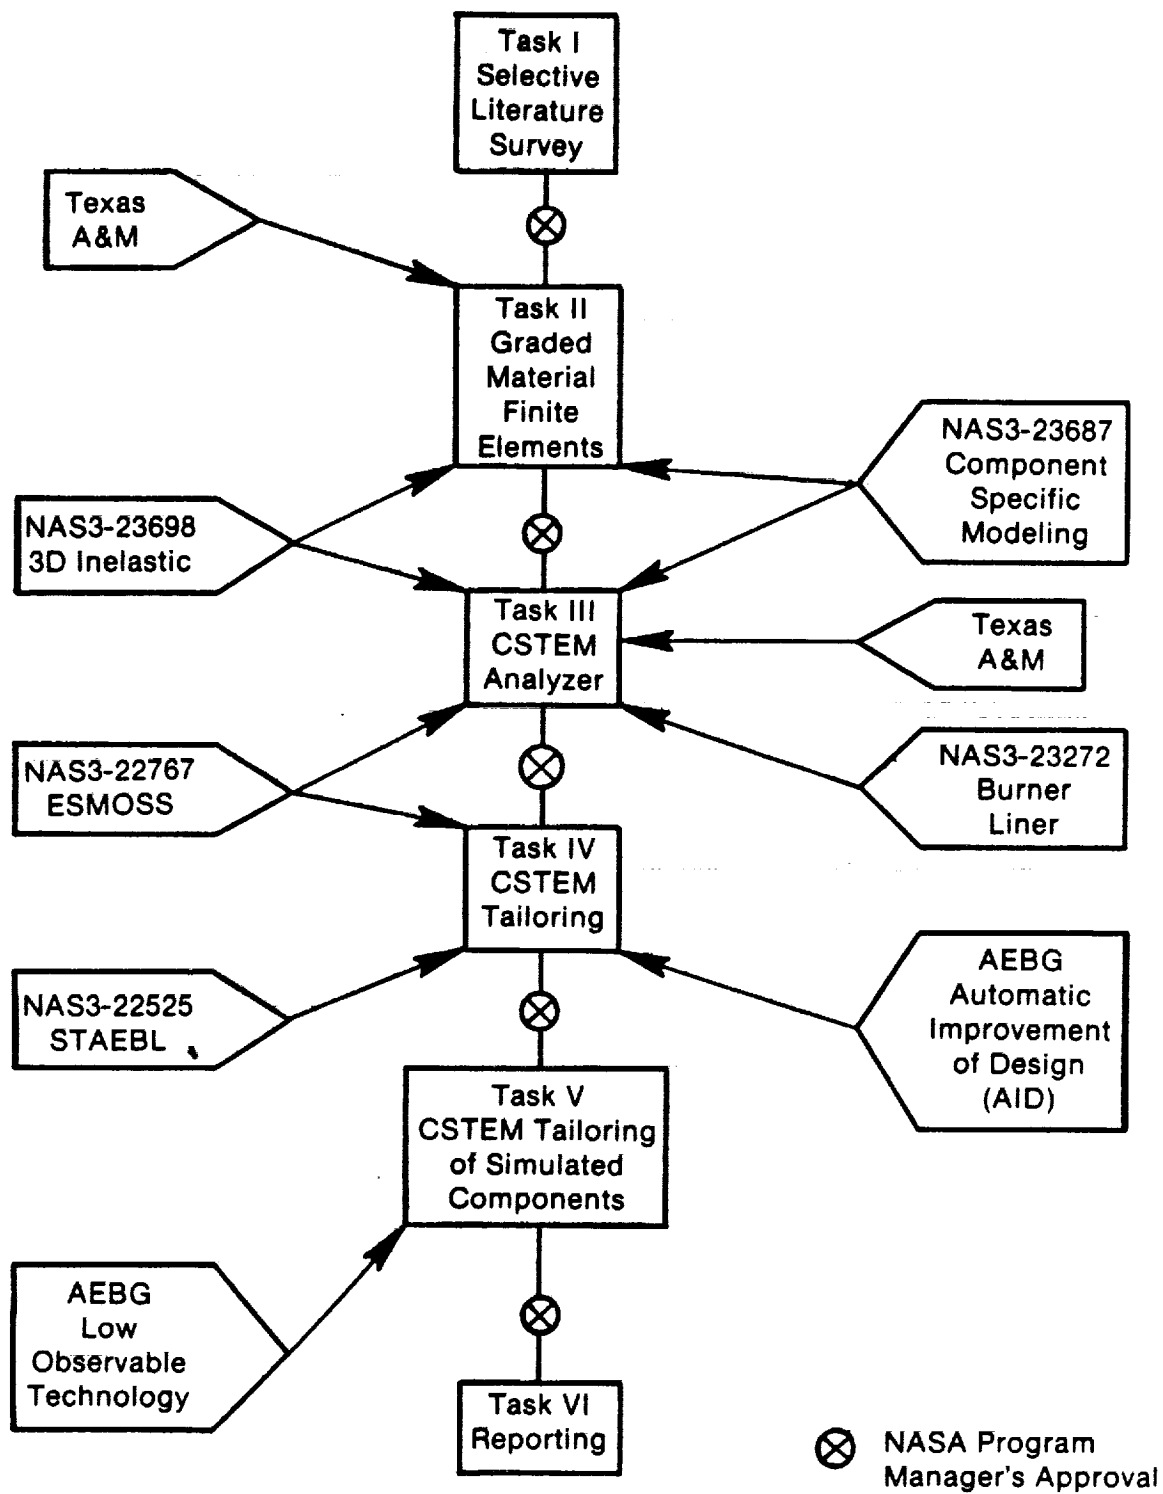 Task I
Selective
Literature
Survey
Texas
A&M
Task II
Graded
Material
Finite
Elements
NAS3-23687
Component
Specific
Modeling
NAS3-23698
3D Inelastic
Task III
CSTEM
Analyzer
Texas
A&M
NAS3-22767
ESMOSS
NAS3-23272
Burner
Liner
Task IV
CSTEM
Tailoring
NAS3-22525
STAEBL
AEBG
Automatic
Improvement
of Design
(AID)
Task V
CSTEM Tailoring
of Simulated
Components
AEBG
Low
Observable
Technology
Task VI
Reporting
NASA Program
Manager's Approval